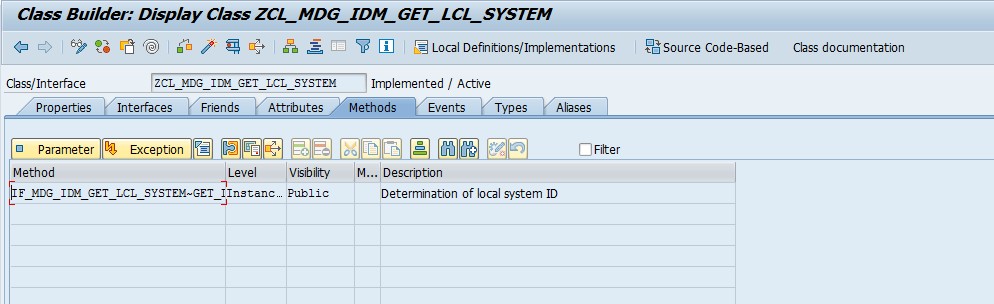 Class Builder: Display Class ZCL_MDG_IDM_GET_LCL_SYSTEM
Local Definitions/Implementations Source Code-Based Class documentation
Class/Interface ZCL_MDG_IDM_GET_LCL_SYSTEM Implemented / Active
Properties Interfaces Friends Attributes Methods Events Types Aliases
Parameter Exception Filter
Method Level Visibility M... Description
IF_MDG_IDM_GET_LCL_SYSTEM~GET_I Instanc... Public Determination of local system ID